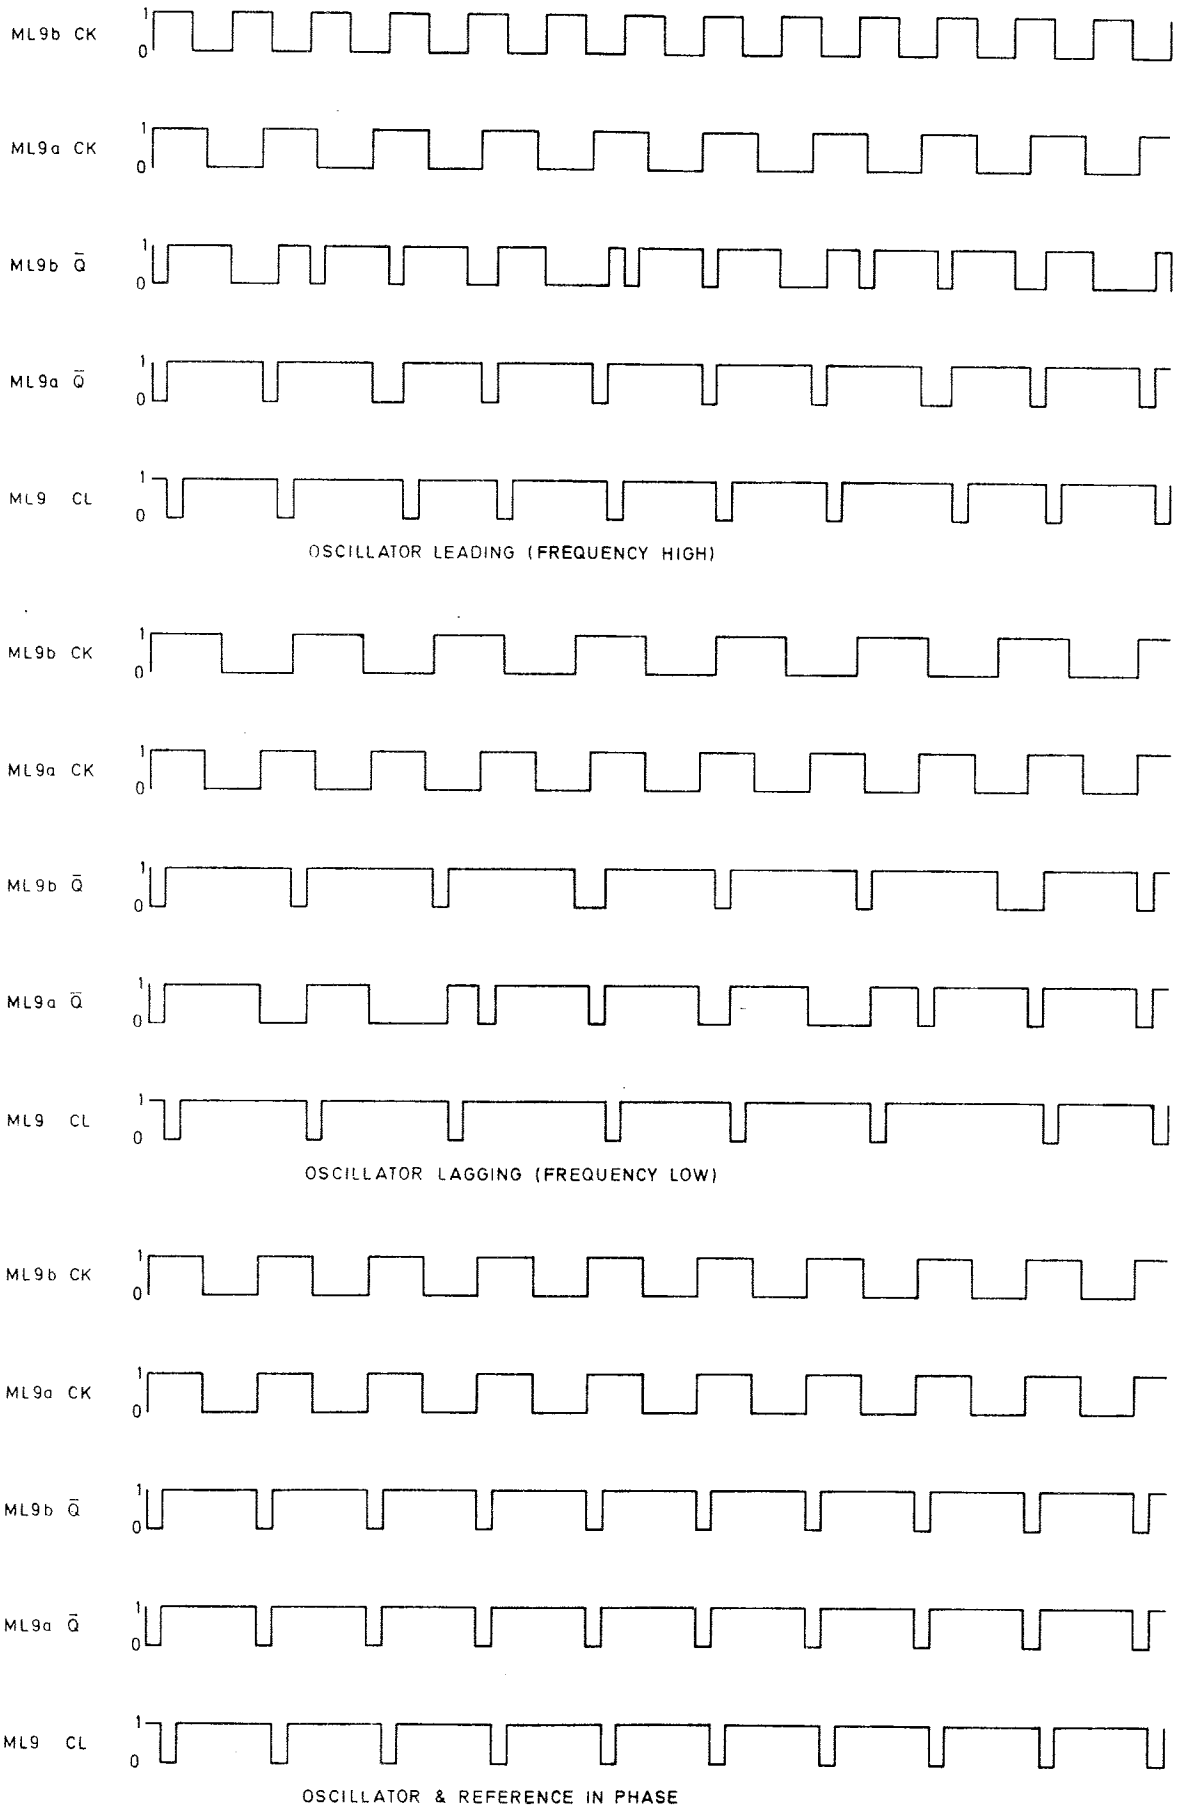 ML9b CK 1 0
ML9a CK 1 0
ML9b Q̅ 1 0
ML9a Q̅ 1 0
ML9 CL 1 0
OSCILLATOR LEADING (FREQUENCY HIGH)
ML9b CK 1 0
ML9a CK 1 0
ML9b Q̅ 1 0
ML9a Q̅ 1 0
ML9 CL 1 0
OSCILLATOR LAGGING (FREQUENCY LOW)
ML9b CK 1 0
ML9a CK 1 0
ML9b Q̅ 1 0
ML9a Q̅ 1 0
ML9 CL 1 0
OSCILLATOR & REFERENCE IN PHASE